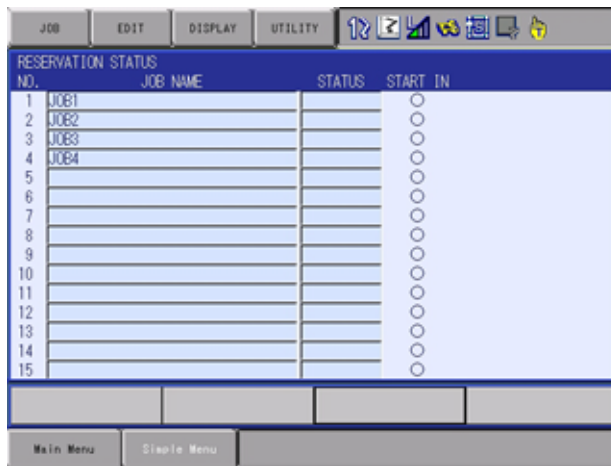 JOB EDIT DISPLAY UTILITY
RESERVATION STATUS
NO. JOB NAME STATUS START IN
1 JOB1
2 JOB2
3 JOB3
4 JOB4
5
6
7
8
9
10
11
12
13
14
15
Main Menu Simple Menu